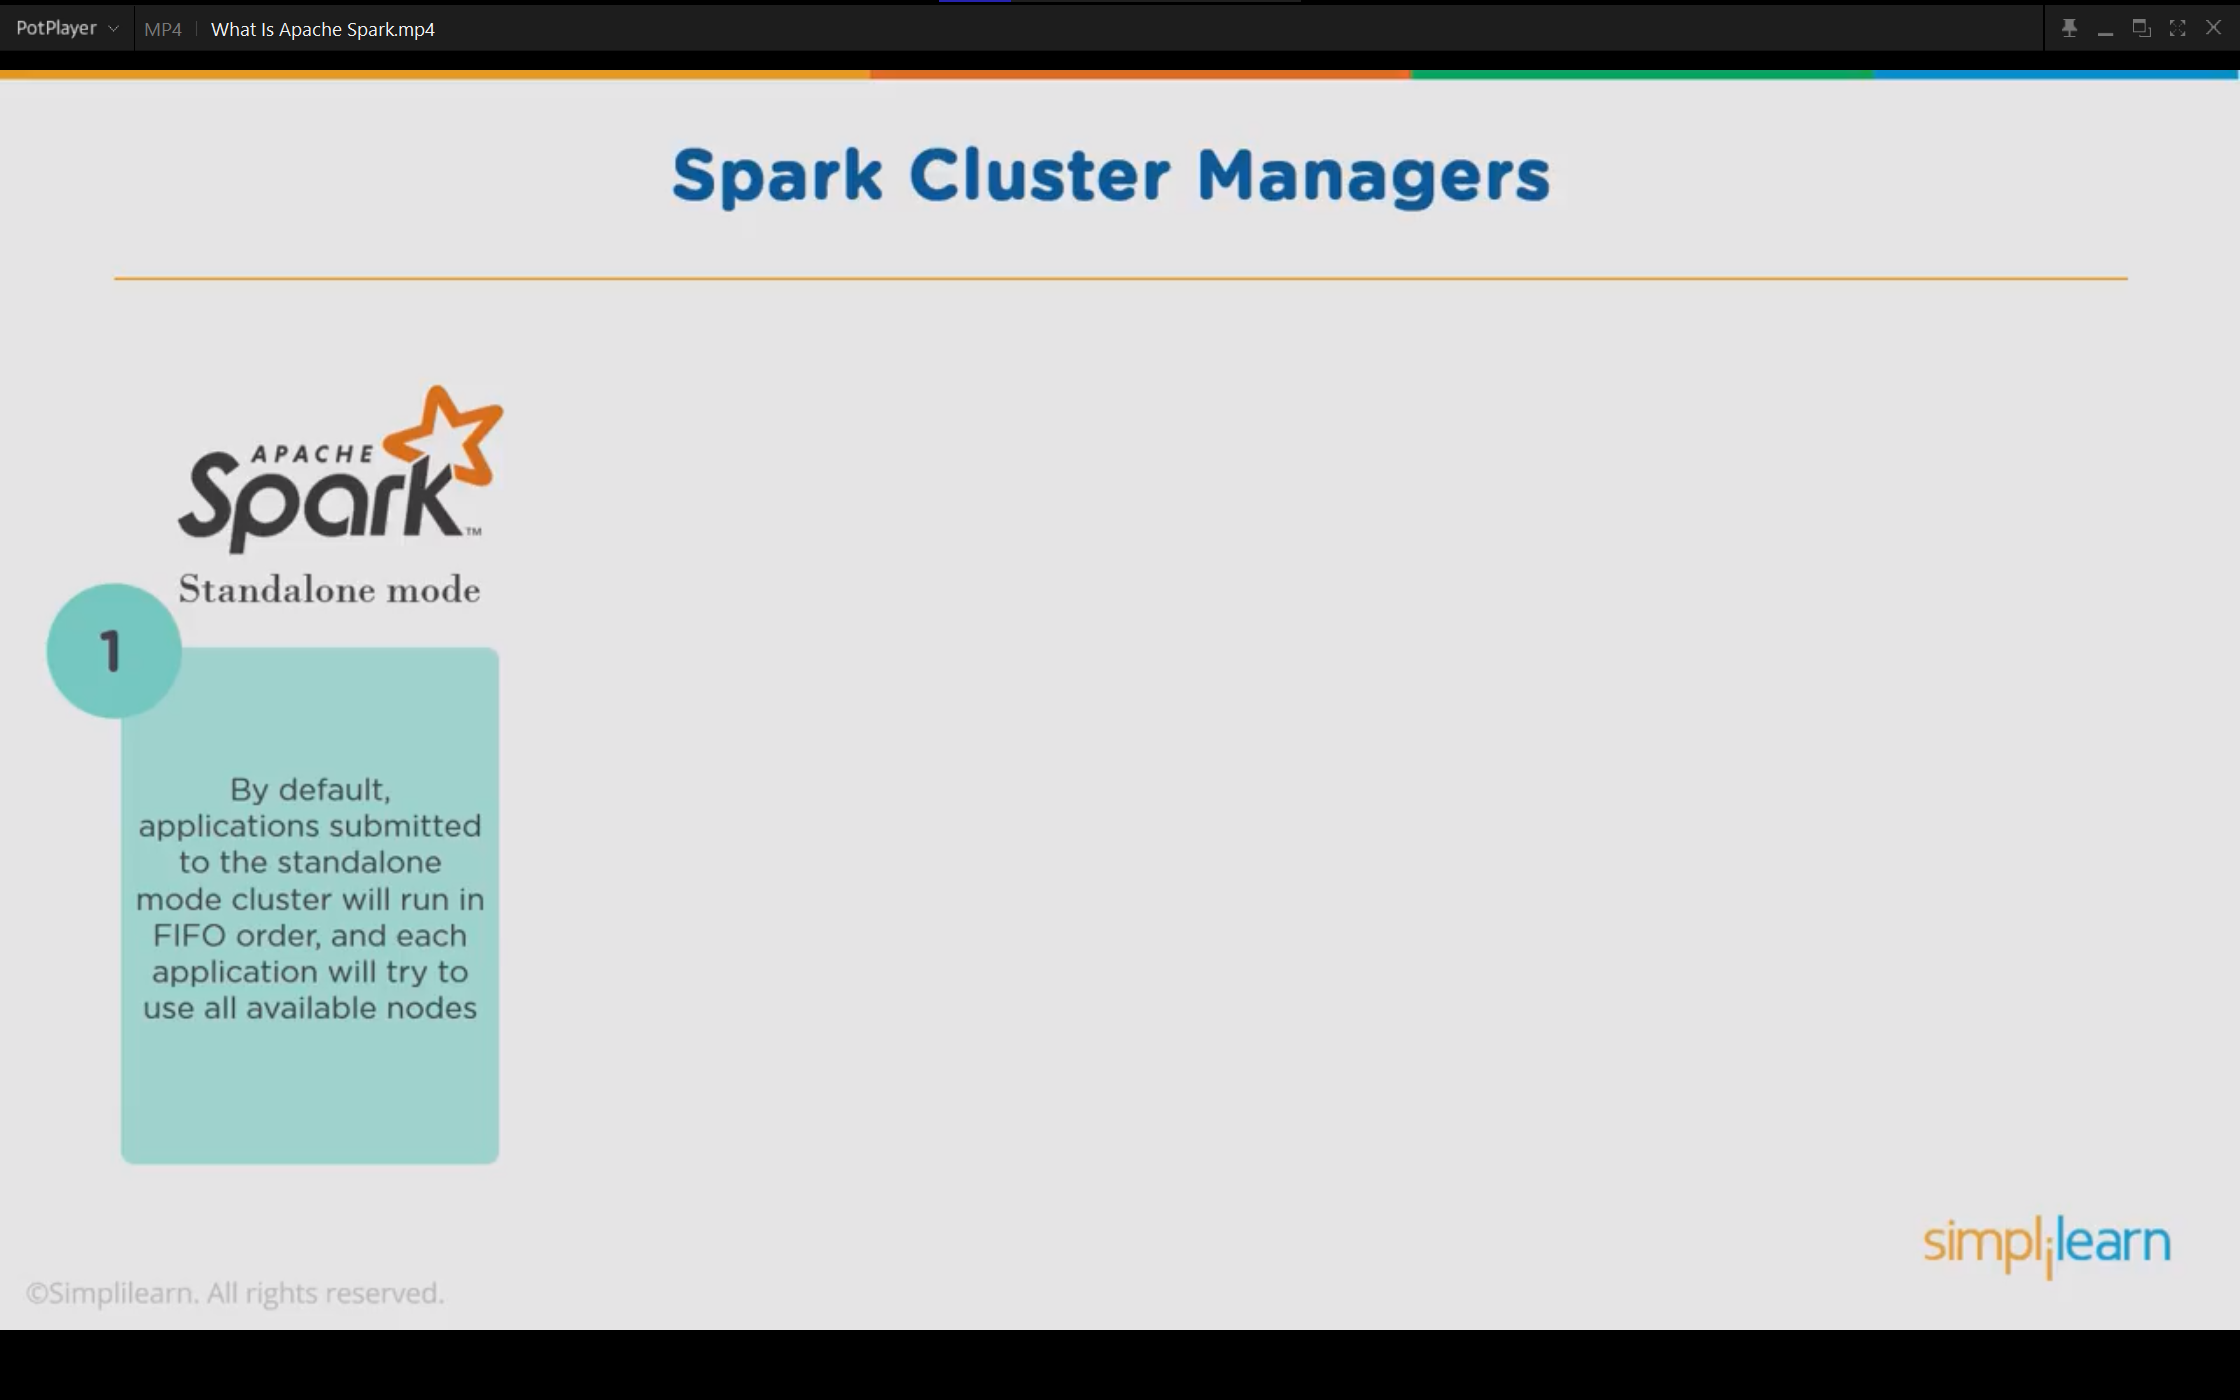 PotPlayer MP4 What Is Apache Spark.mp4
Spark Cluster Managers
APACHE
Spark™
Standalone mode
1
By default,
applications submitted
to the standalone
mode cluster will run in
FIFO order, and each
application will try to
use all available nodes
simplilearn
©Simplilearn. All rights reserved.